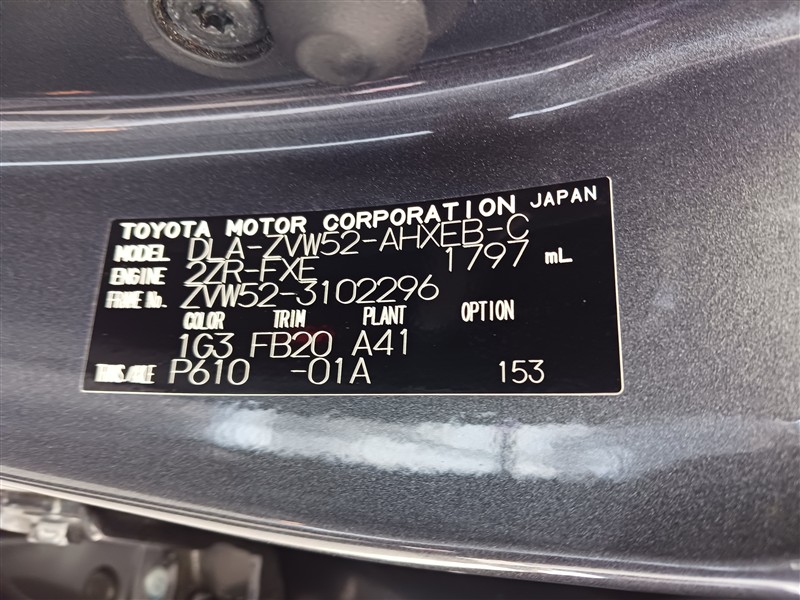 TOYOTA MOTOR CORPORATION JAPAN
MODEL DLA-ZVW52-AHXEB-C
ENGINE 2ZR-FXE 1797 mL
FRAME No. ZVW52-3102296
COLOR TRIM PLANT OPTION
1G3 FB20 A41
TRANS/AXLE P610 -01A 153